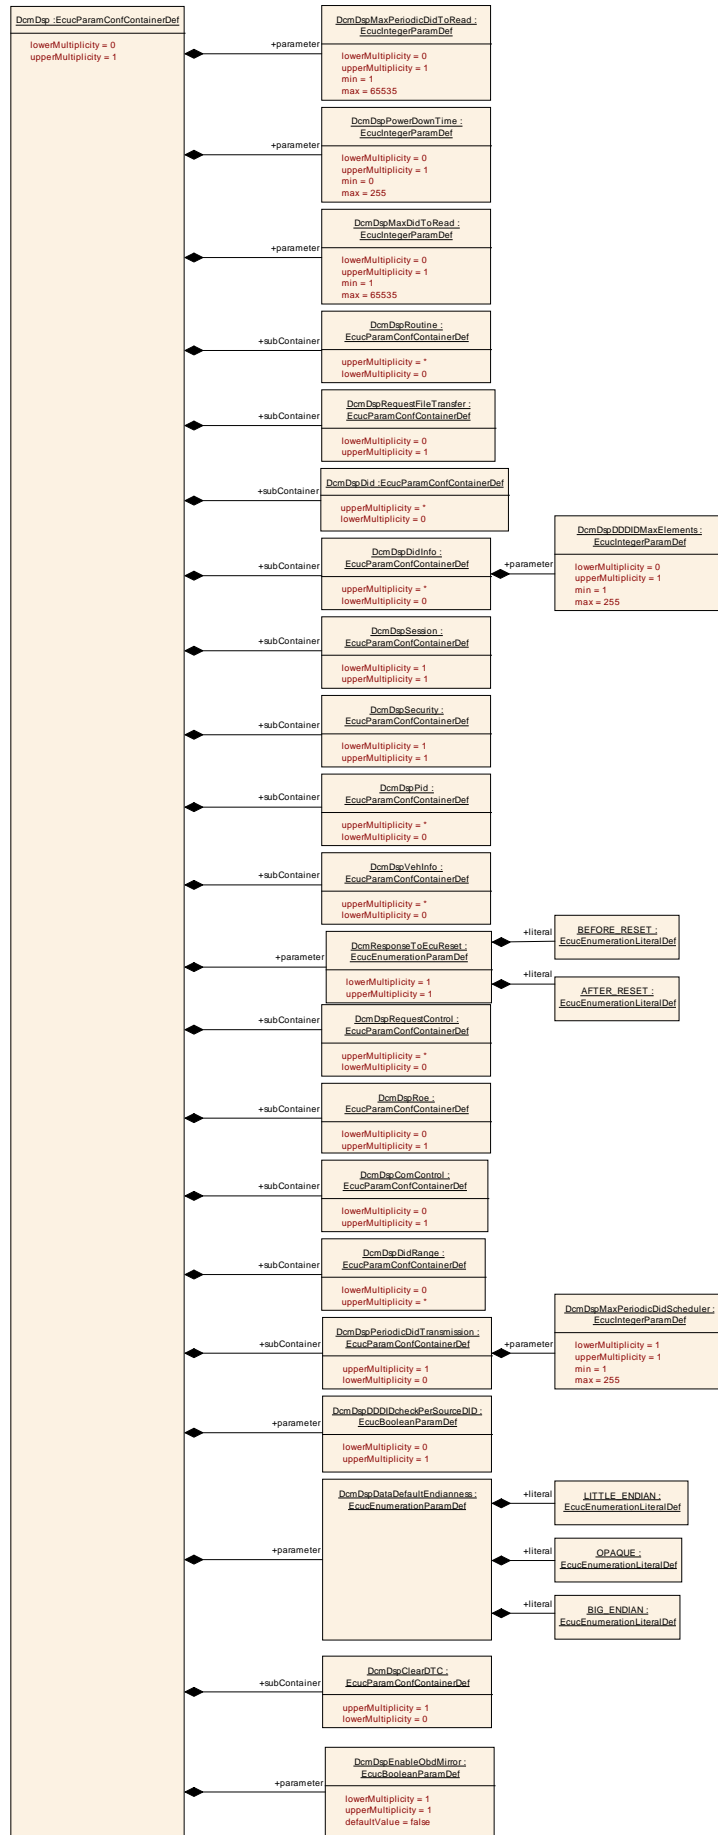 DcmDsp :EcucParamConfContainerDef
lowerMultiplicity = 0
upperMultiplicity = 1
+parameter
DcmDspMaxPeriodicDidToRead :
EcucIntegerParamDef
lowerMultiplicity = 0
upperMultiplicity = 1
min = 1
max = 65535
+parameter
DcmDspPowerDownTime :
EcucIntegerParamDef
lowerMultiplicity = 0
upperMultiplicity = 1
min = 0
max = 255
+parameter
DcmDspMaxDidToRead :
EcucIntegerParamDef
lowerMultiplicity = 0
upperMultiplicity = 1
min = 1
max = 65535
+subContainer
DcmDspRoutine :
EcucParamConfContainerDef
upperMultiplicity = *
lowerMultiplicity = 0
+subContainer
DcmDspRequestFileTransfer :
EcucParamConfContainerDef
lowerMultiplicity = 0
upperMultiplicity = 1
+subContainer
DcmDspDid :EcucParamConfContainerDef
upperMultiplicity = *
lowerMultiplicity = 0
+subContainer
DcmDspDidInfo :
EcucParamConfContainerDef
upperMultiplicity = *
lowerMultiplicity = 0
+parameter
DcmDspDDDIDMaxElements :
EcucIntegerParamDef
lowerMultiplicity = 0
upperMultiplicity = 1
min = 1
max = 255
+subContainer
DcmDspSession :
EcucParamConfContainerDef
lowerMultiplicity = 1
upperMultiplicity = 1
+subContainer
DcmDspSecurity :
EcucParamConfContainerDef
lowerMultiplicity = 1
upperMultiplicity = 1
+subContainer
DcmDspPid :
EcucParamConfContainerDef
upperMultiplicity = *
lowerMultiplicity = 0
+subContainer
DcmDspVehInfo :
EcucParamConfContainerDef
upperMultiplicity = *
lowerMultiplicity = 0
+parameter
DcmResponseToEcuReset :
EcucEnumerationParamDef
lowerMultiplicity = 1
upperMultiplicity = 1
+literal
BEFORE_RESET :
EcucEnumerationLiteralDef
+literal
AFTER_RESET :
EcucEnumerationLiteralDef
+subContainer
DcmDspRequestControl :
EcucParamConfContainerDef
upperMultiplicity = *
lowerMultiplicity = 0
+subContainer
DcmDspRoe :
EcucParamConfContainerDef
lowerMultiplicity = 0
upperMultiplicity = 1
+subContainer
DcmDspComControl :
EcucParamConfContainerDef
lowerMultiplicity = 0
upperMultiplicity = 1
+subContainer
DcmDspDidRange :
EcucParamConfContainerDef
lowerMultiplicity = 0
upperMultiplicity = *
+subContainer
DcmDspPeriodicDidTransmission :
EcucParamConfContainerDef
upperMultiplicity = 1
lowerMultiplicity = 0
+parameter
DcmDspMaxPeriodicDidScheduler :
EcucIntegerParamDef
lowerMultiplicity = 1
upperMultiplicity = 1
min = 1
max = 255
+parameter
DcmDspDDDIDcheckPerSourceDID :
EcucBooleanParamDef
lowerMultiplicity = 0
upperMultiplicity = 1
+parameter
DcmDspDataDefaultEndianness :
EcucEnumerationParamDef
+literal
LITTLE_ENDIAN :
EcucEnumerationLiteralDef
+literal
OPAQUE :
EcucEnumerationLiteralDef
+literal
BIG_ENDIAN :
EcucEnumerationLiteralDef
+subContainer
DcmDspClearDTC :
EcucParamConfContainerDef
upperMultiplicity = 1
lowerMultiplicity = 0
+parameter
DcmDspEnableObdMirror :
EcucBooleanParamDef
lowerMultiplicity = 1
upperMultiplicity = 1
defaultValue = false